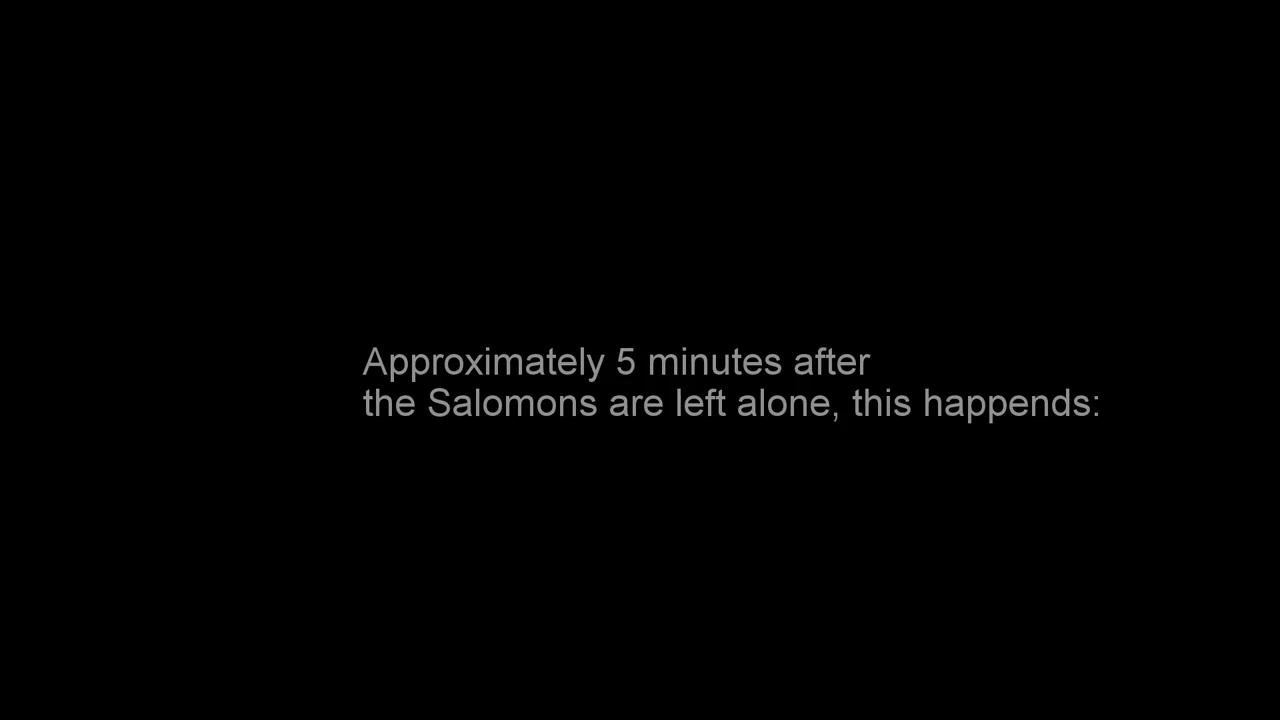 Approximately 5 minutes after
the Salomons are left alone, this happends: